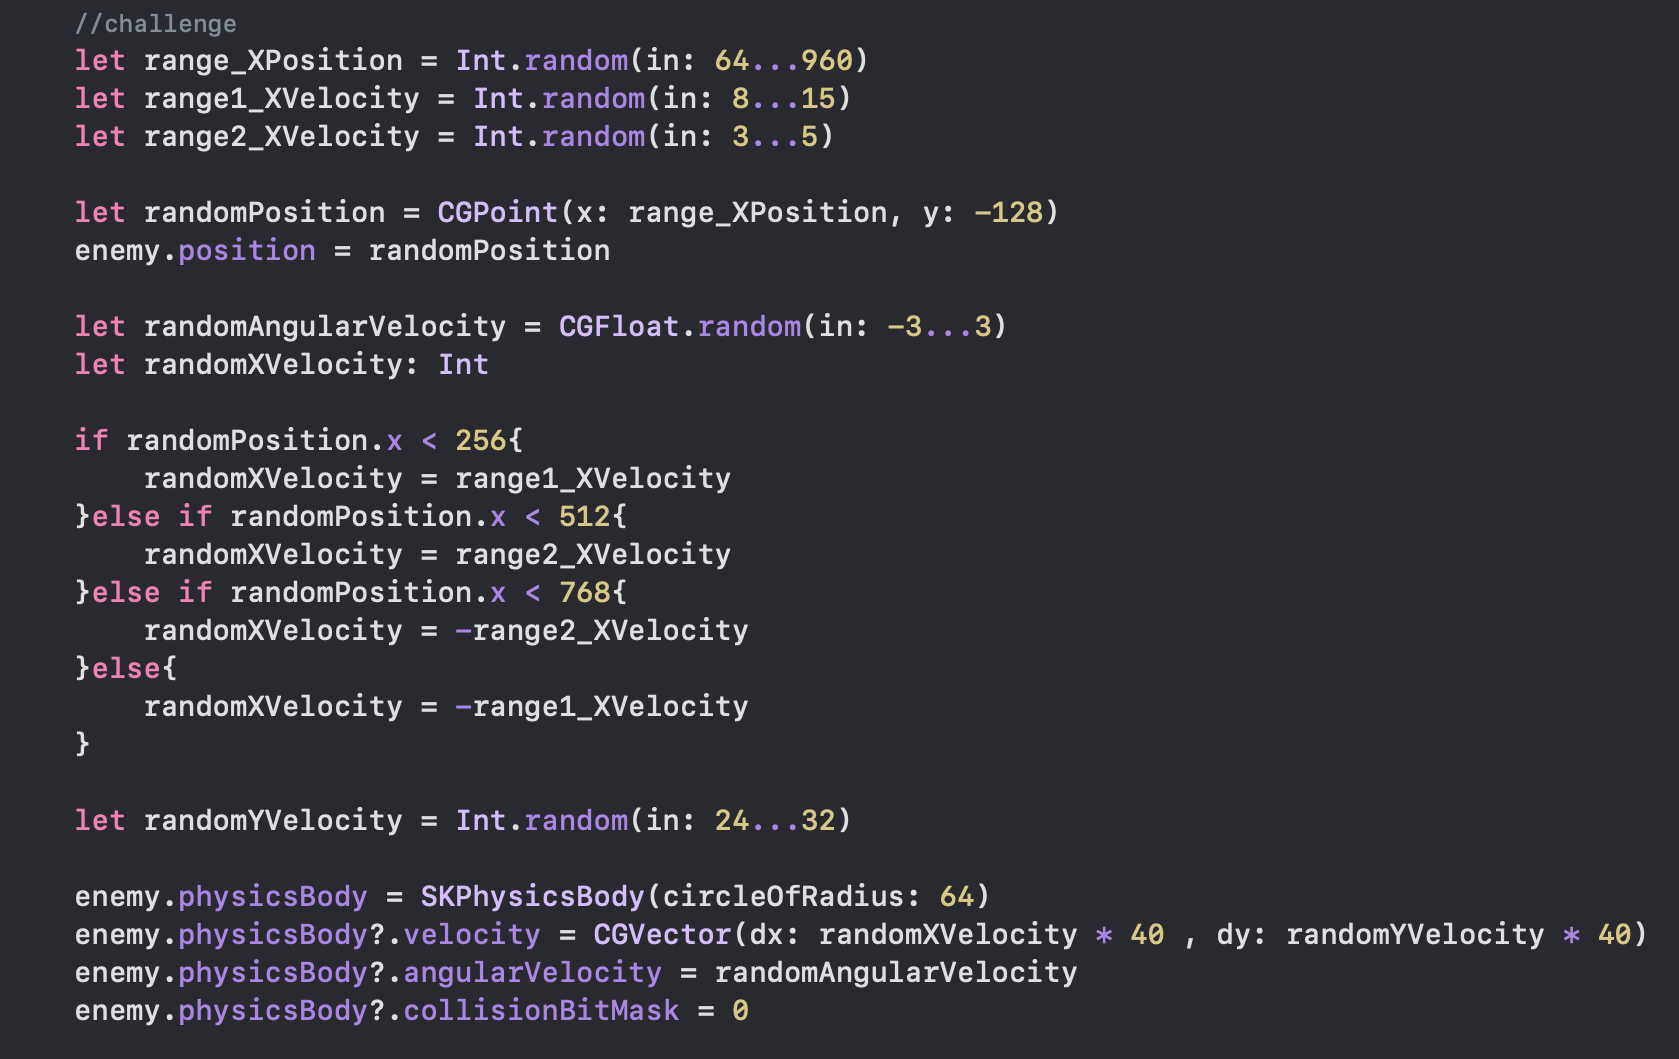 //challenge
let range_XPosition = Int.random(in: 64...960)
let range1_XVelocity = Int.random(in: 8...15)
let range2_XVelocity = Int.random(in: 3...5)
let randomPosition = CGPoint(x: range_XPosition, y: -128)
enemy.position = randomPosition
let randomAngularVelocity = CGFloat.random(in: -3...3)
let randomXVelocity: Int
if randomPosition.x < 256{
    randomXVelocity = range1_XVelocity
}else if randomPosition.x < 512{
    randomXVelocity = range2_XVelocity
}else if randomPosition.x < 768{
    randomXVelocity = -range2_XVelocity
}else{
    randomXVelocity = -range1_XVelocity
}
let randomYVelocity = Int.random(in: 24...32)
enemy.physicsBody = SKPhysicsBody(circleOfRadius: 64)
enemy.physicsBody?.velocity = CGVector(dx: randomXVelocity * 40 , dy: randomYVelocity * 40)
enemy.physicsBody?.angularVelocity = randomAngularVelocity
enemy.physicsBody?.collisionBitMask = 0